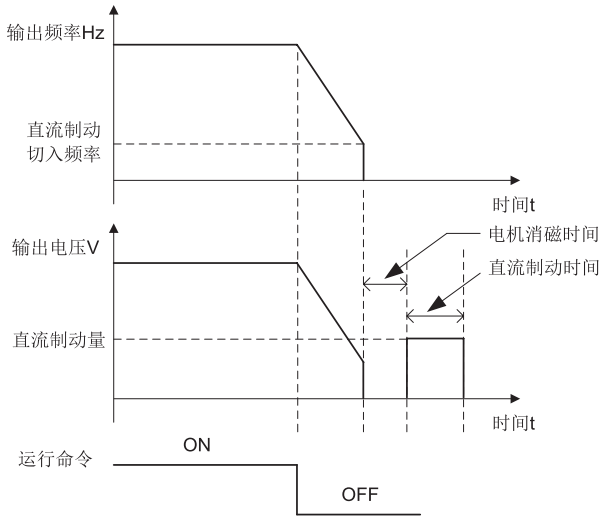 输出频率Hz
直流制动
切入频率
时间t
输出电压V
电机消磁时间
直流制动时间
直流制动量
时间t
运行命令
ON
OFF